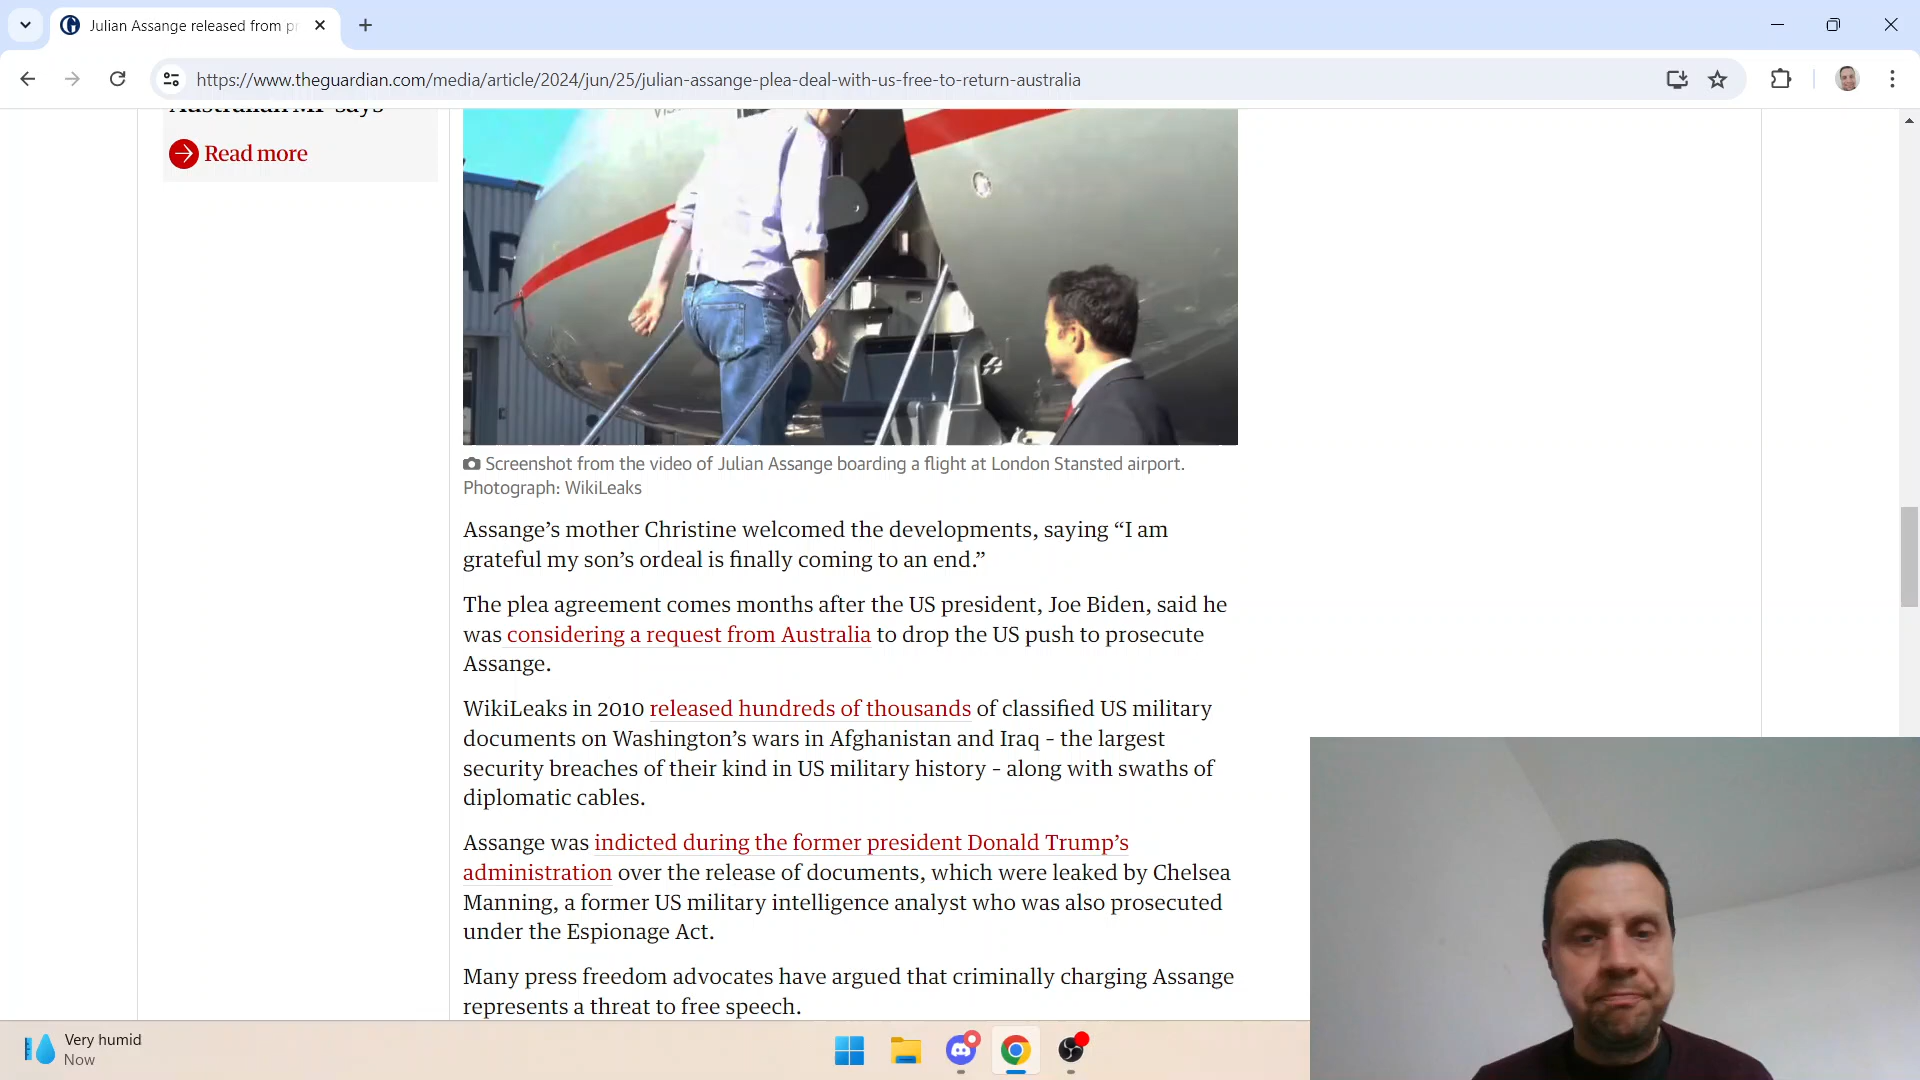 Julian Assange released from pr
https://www.theguardian.com/media/article/2024/jun/25/julian-assange-plea-deal-with-us-free-to-return-australia
Australian MP says
Read more
Screenshot from the video of Julian Assange boarding a flight at London Stansted airport.
Photograph: WikiLeaks
Assange’s mother Christine welcomed the developments, saying “I am
grateful my son’s ordeal is finally coming to an end.”
The plea agreement comes months after the US president, Joe Biden, said he
was considering a request from Australia to drop the US push to prosecute
Assange.
WikiLeaks in 2010 released hundreds of thousands of classified US military
documents on Washington’s wars in Afghanistan and Iraq – the largest
security breaches of their kind in US military history – along with swaths of
diplomatic cables.
Assange was indicted during the former president Donald Trump’s
administration over the release of documents, which were leaked by Chelsea
Manning, a former US military intelligence analyst who was also prosecuted
under the Espionage Act.
Many press freedom advocates have argued that criminally charging Assange
represents a threat to free speech.
Very humid
Now